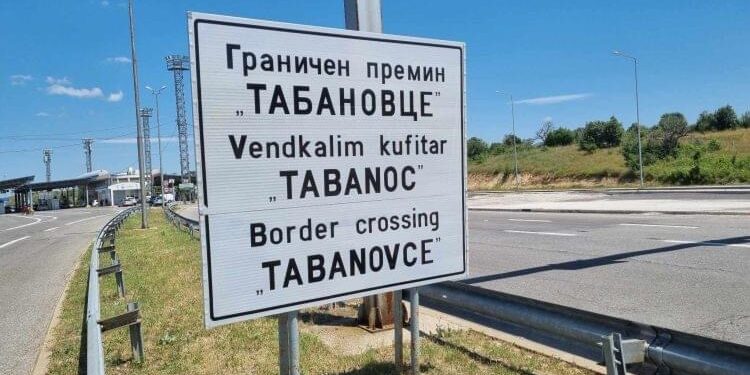 Граничен премин
„ТАБАНОВЦЕ”
Vendkalim kufitar
„TABANOC”
Border crossing
„TABANOVCE”